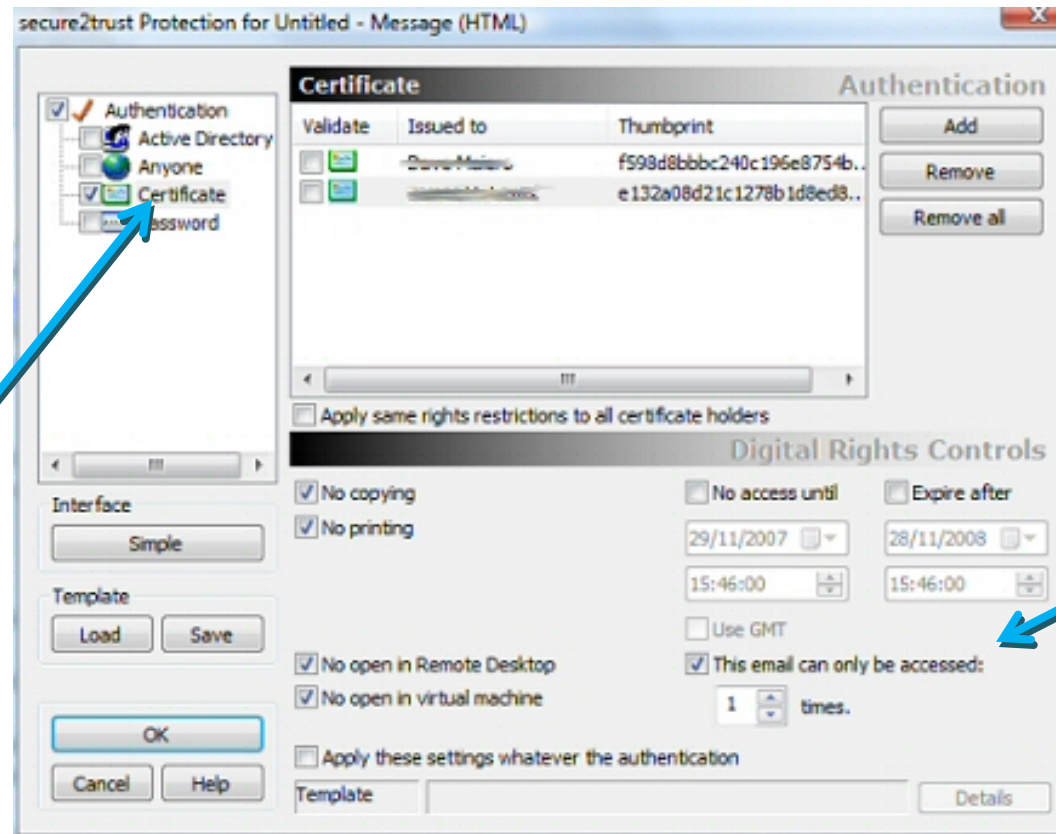 secure2trust Protection for Untitled - Message (HTML)
Authentication
Active Directory
Anyone
Certificate
assword
Interface
Simple
Template
Load Save
OK
Cancel Help
Certificate Authentication
Validate Issued to Thumbprint
f598d8bbbc240c196e8754b..
e132a08d21c1278b1d8ed8..
Add
Remove
Remove all
Apply same rights restrictions to all certificate holders
Digital Rights Controls
No copying No access until Expire after
No printing
29/11/2007 28/11/2008
15:46:00 15:46:00
Use GMT
No open in Remote Desktop This email can only be accessed:
No open in virtual machine 1 times.
Apply these settings whatever the authentication
Template Details